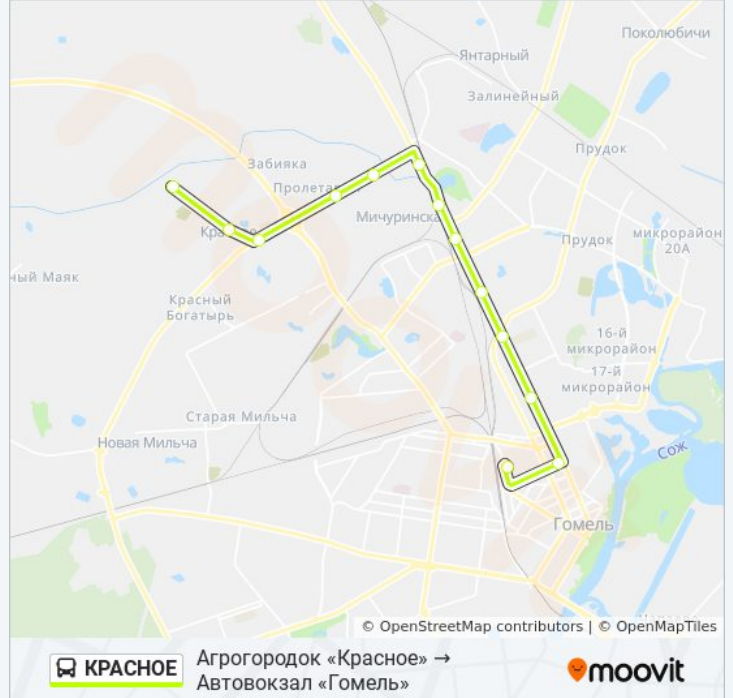 Поколюбичи
Янтарный
Залинейный
Прудок
Забияка
Пролета
Мичуринска
Кра
Прудок
микрорайон
20А
ный Маяк
Красный
Богатырь
16-й
микрорайон
17-й
микрорайон
Старая Мильча
Новая Мильча
Сож
Гомель
© OpenStreetMap contributors | © OpenMapTiles
КРАСНОЕ
Агрогородок «Красное» →
Автовокзал «Гомель»
moovit